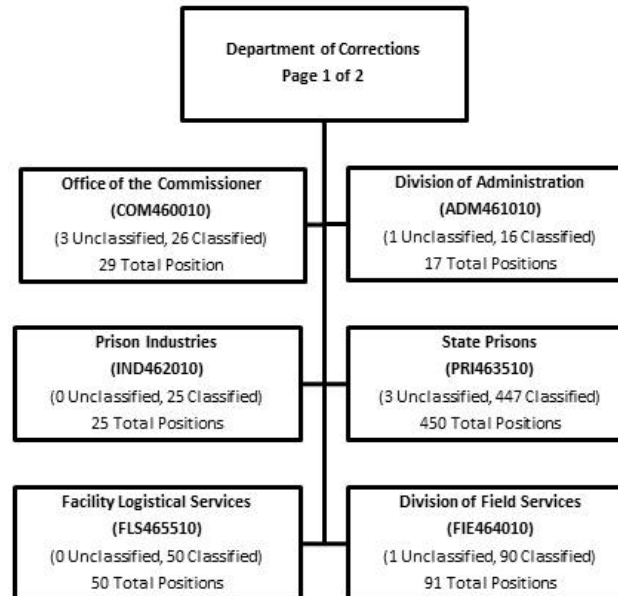 Department of Corrections
Page 1 of 2
Office of the Commissioner
(COM460010)
(3 Unclassified, 26 Classified)
29 Total Position
Division of Administration
(ADM461010)
(1 Unclassified, 16 Classified)
17 Total Positions
Prison Industries
(IND462010)
(0 Unclassified, 25 Classified)
25 Total Positions
State Prisons
(PRI463510)
(3 Unclassified, 447 Classified)
450 Total Positions
Facility Logistical Services
(FLS465510)
(0 Unclassified, 50 Classified)
50 Total Positions
Division of Field Services
(FIE464010)
(1 Unclassified, 90 Classified)
91 Total Positions